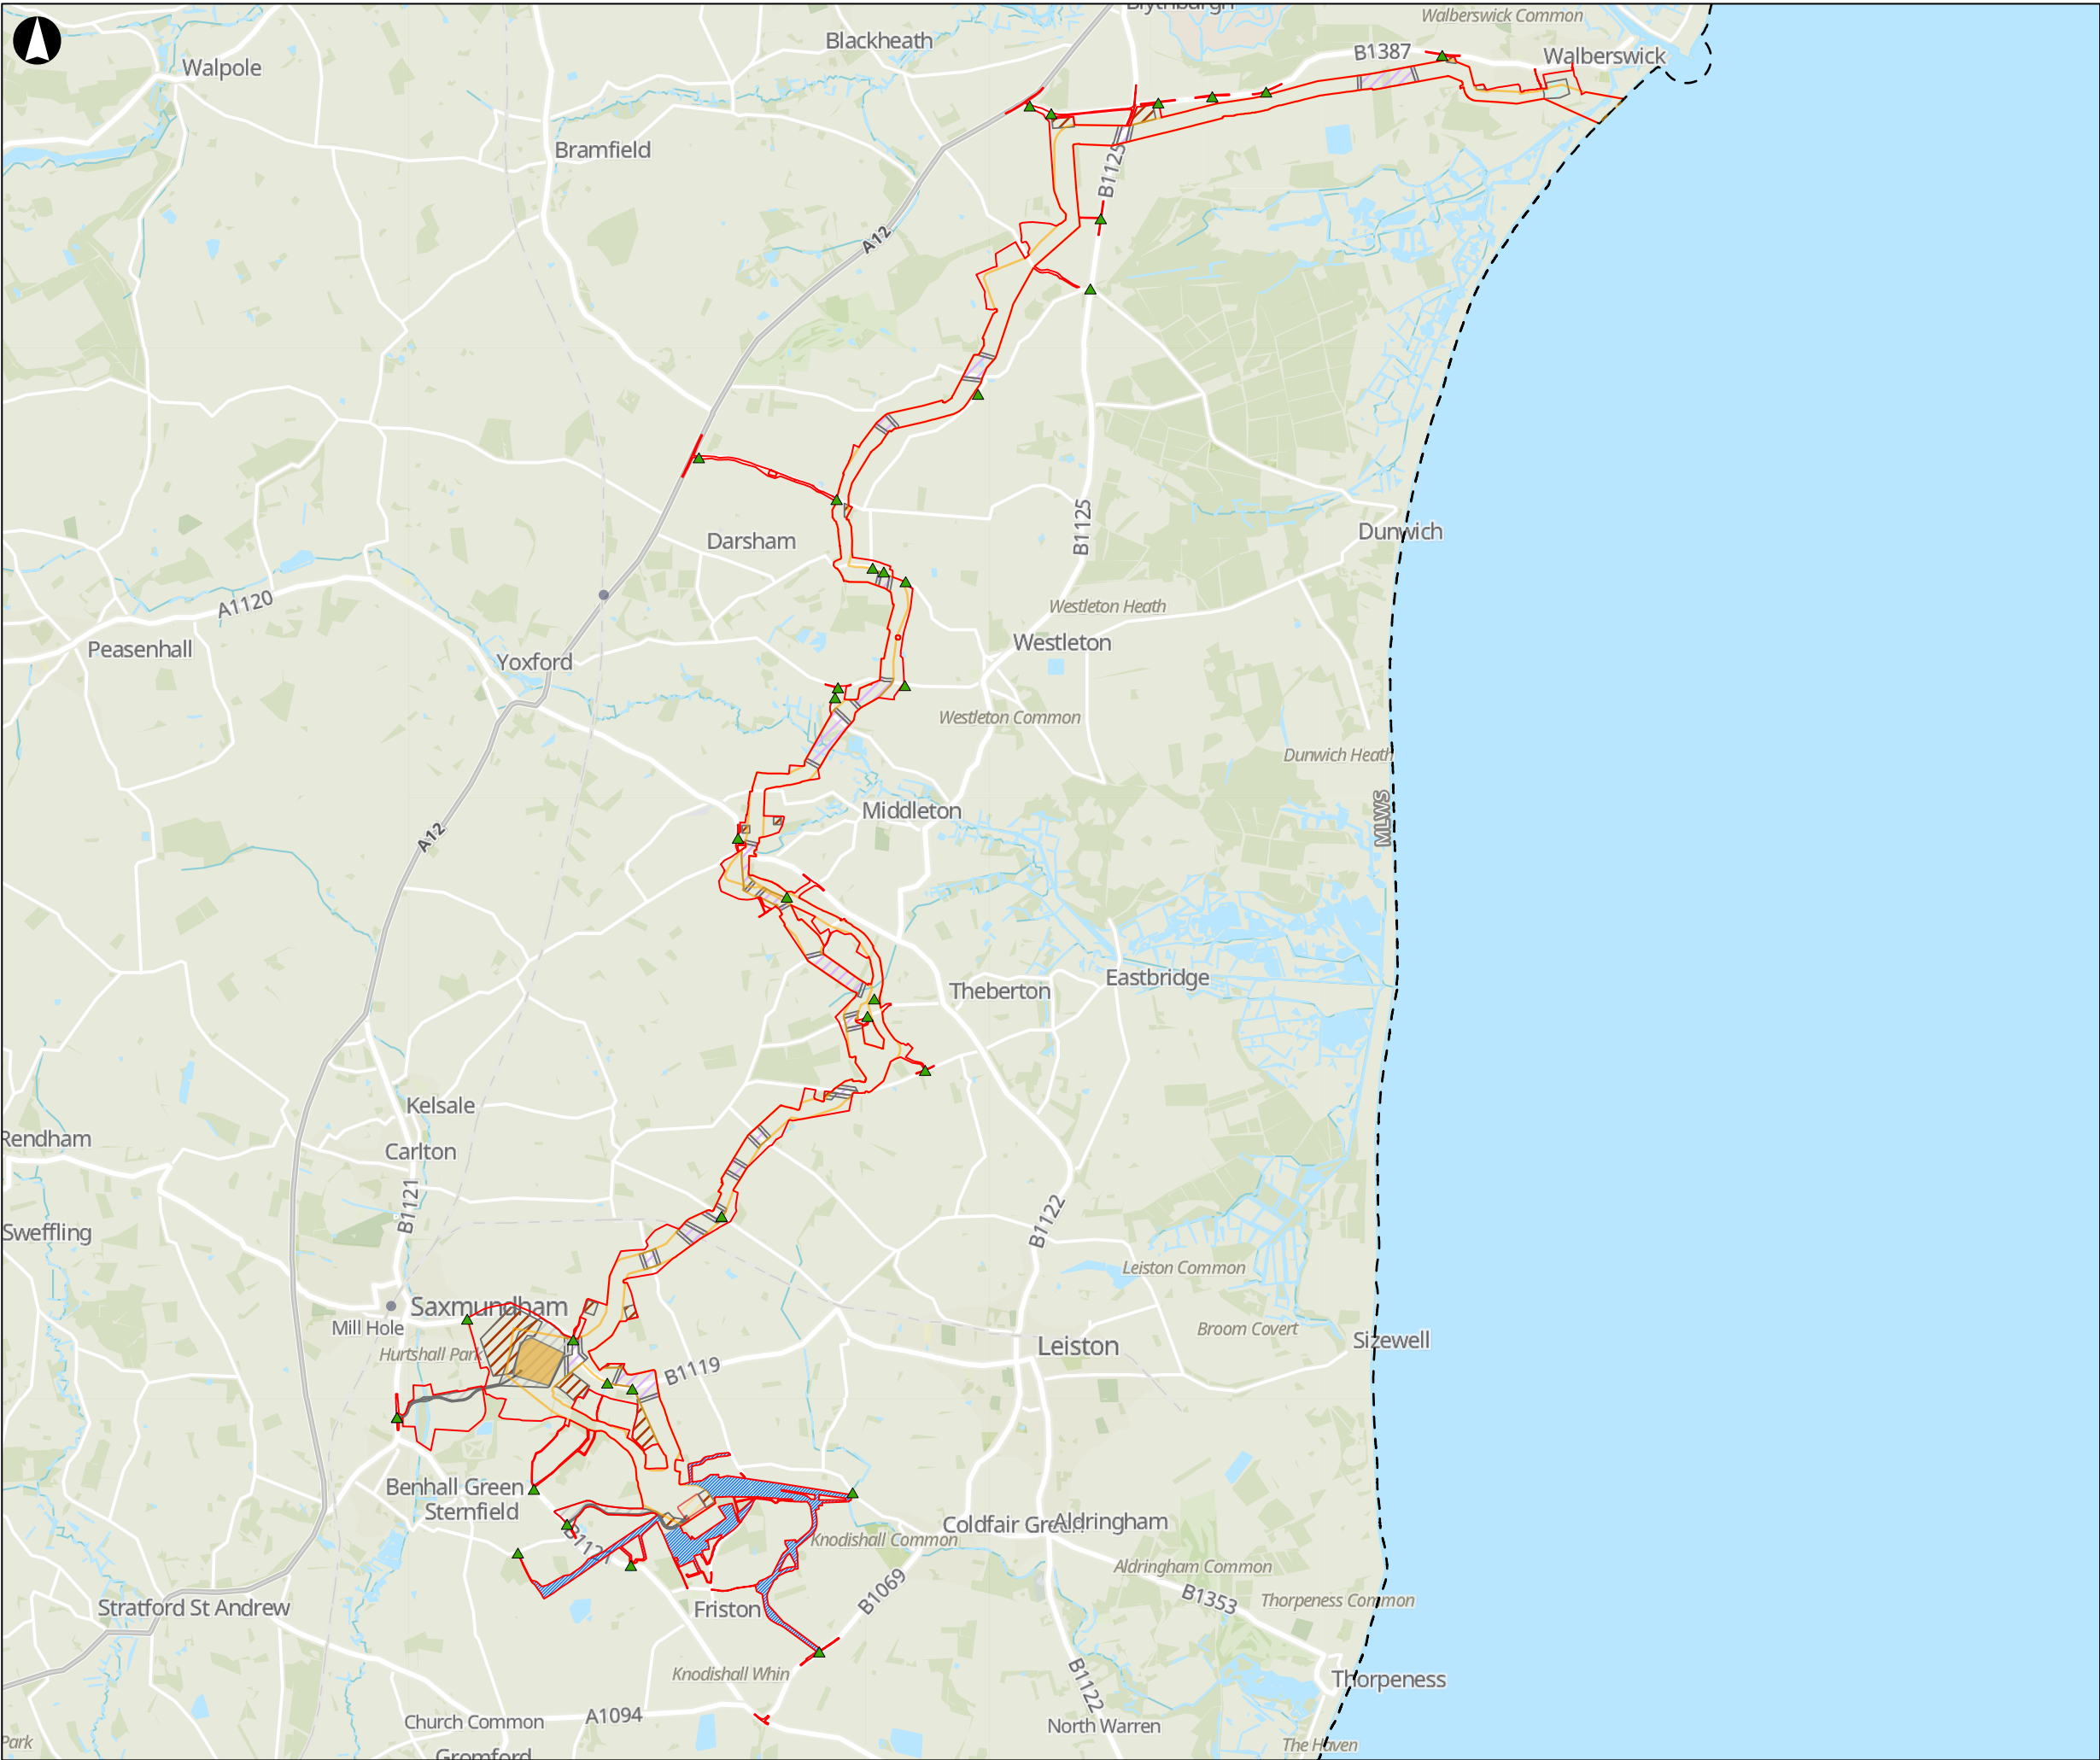 Blythburgh
Walberswick Common
Blackheath
B1387
Walberswick
Walpole
Bramfield
B1125
A12
Dunwich
B1125
Darsham
A1120
Westleton Heath
Peasenhall
Westleton
Yoxford
Westleton Common
Dunwich Heath
Middleton
MLWS
A12
Eastbridge
Theberton
Kelsale
Rendham
Carlton
B1121
B1122
Sweffling
Leiston Common
Saxmundham
Mill Hole
Broom Covert
Sizewell
Leiston
Hurtshall Park
B1119
Benhall Green
Sternfield
Coldfair Green
Aldringham
Knodishall Common
B1121
Aldringham Common
B1069
B1353
Thorpeness Common
Stratford St Andrew
Friston
Knodishall Whin
Thorpeness
B1122
A1094
Church Common
North Warren
Park
The Haven
Gromford